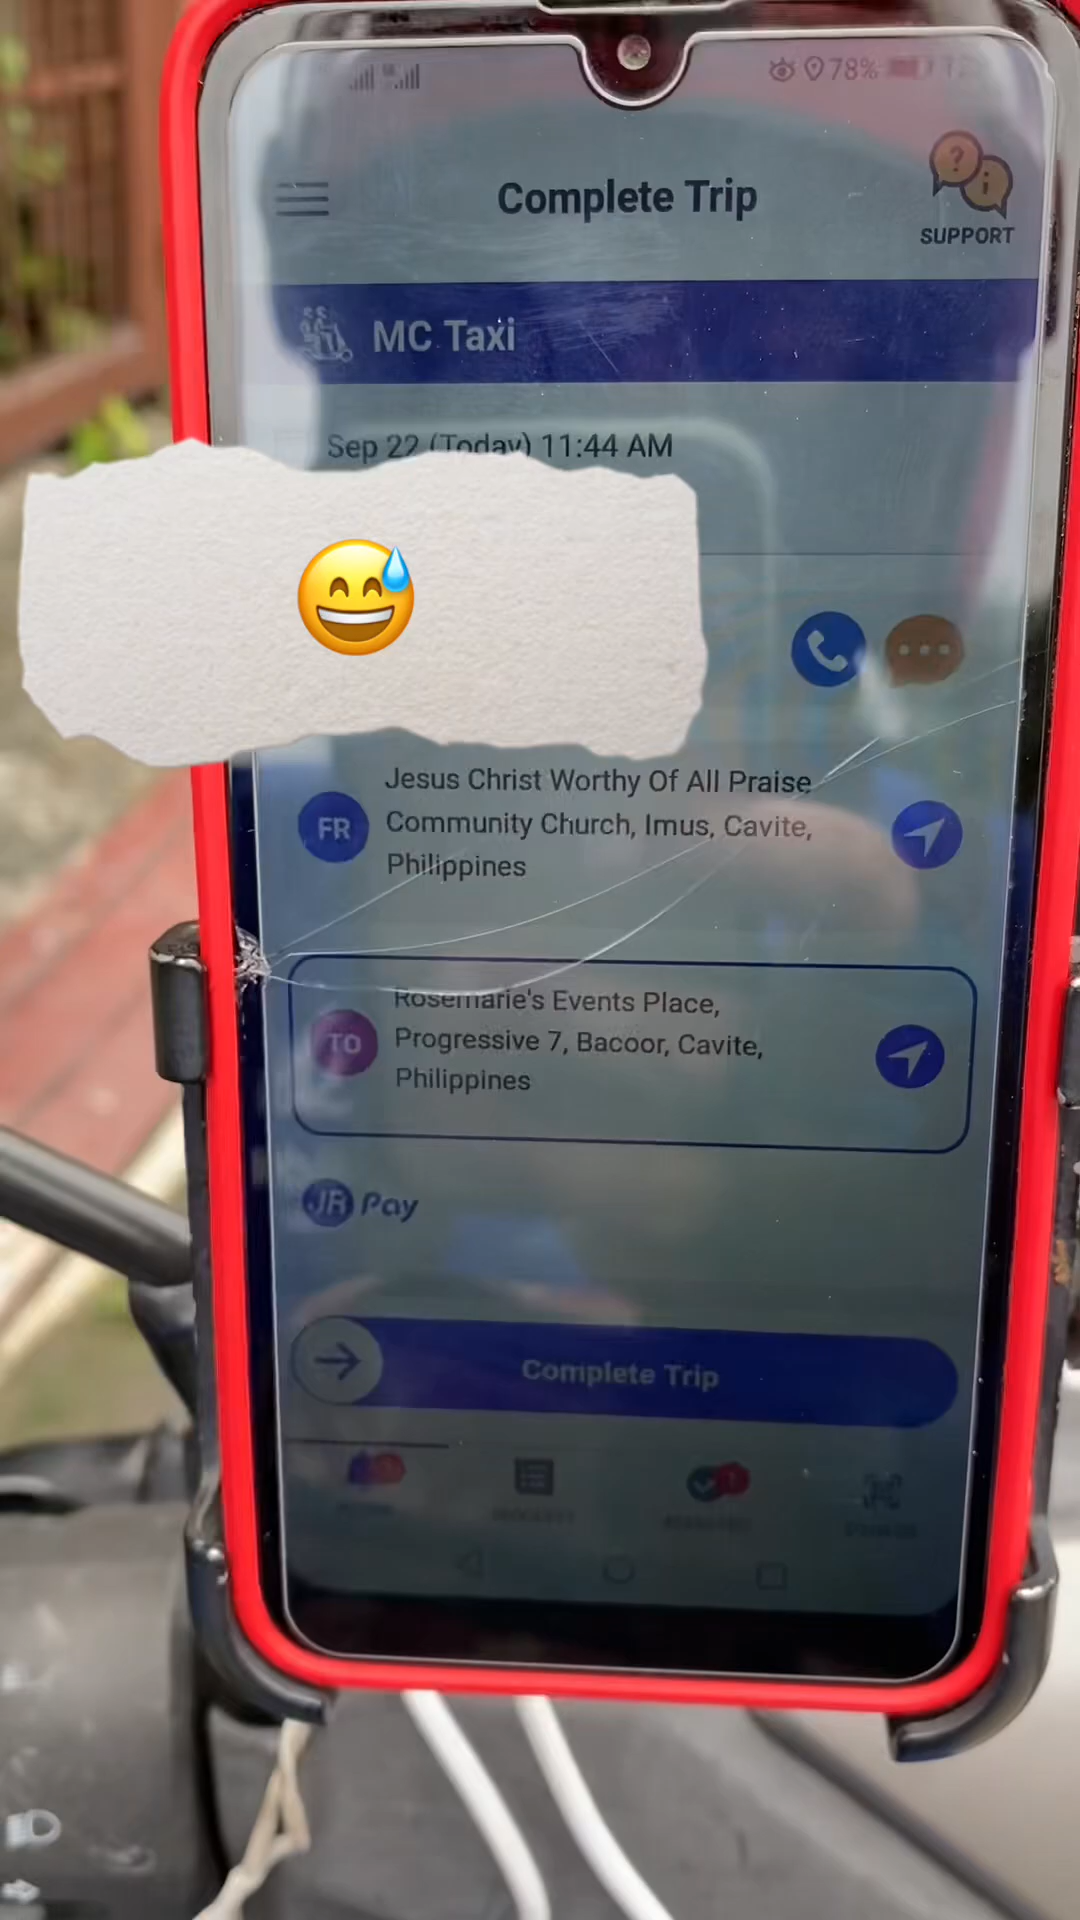 78%
Complete Trip
SUPPORT
MC Taxi
Sep 22 (Today) 11:44 AM
Jesus Christ Worthy Of All Praise
FR
Community Church, Imus, Cavite,
Philippines
Rosemarie's Events Place,
TO
Progressive 7, Bacoor, Cavite,
Philippines
JR Pay
Complete Trip